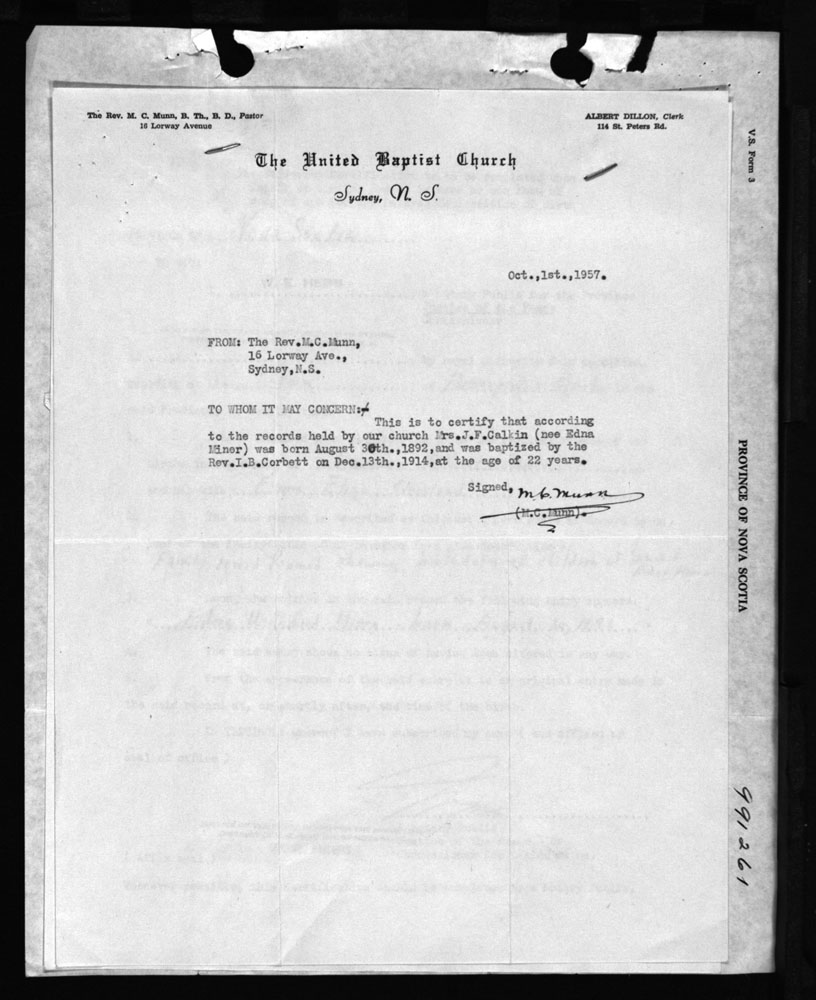 The Rev. M. C. Munn, B. Th., B. D., Pastor
16 Lorway Avenue
ALBERT DILLON, Clerk
114 St. Peters Rd.
The United Baptist Church
Sydney, N. S.
Oct.,1st.,1957.
FROM: The Rev.M.C.Munn,
16 Lorway Ave.,
Sydney,N.S.
TO WHOM IT MAY CONCERN:
This is to certify that according
to the records held by our church Mrs.J.F.Calkin (nee Edna
Miner) was born August 30th.,1892,and was baptized by the
Rev.I.B.Corbett on Dec.13th.,1914,at the age of 22 years.
Signed, M.C. Munn
(M.C.Munn).
V.S. Form 3
PROVINCE OF NOVA SCOTIA
991261